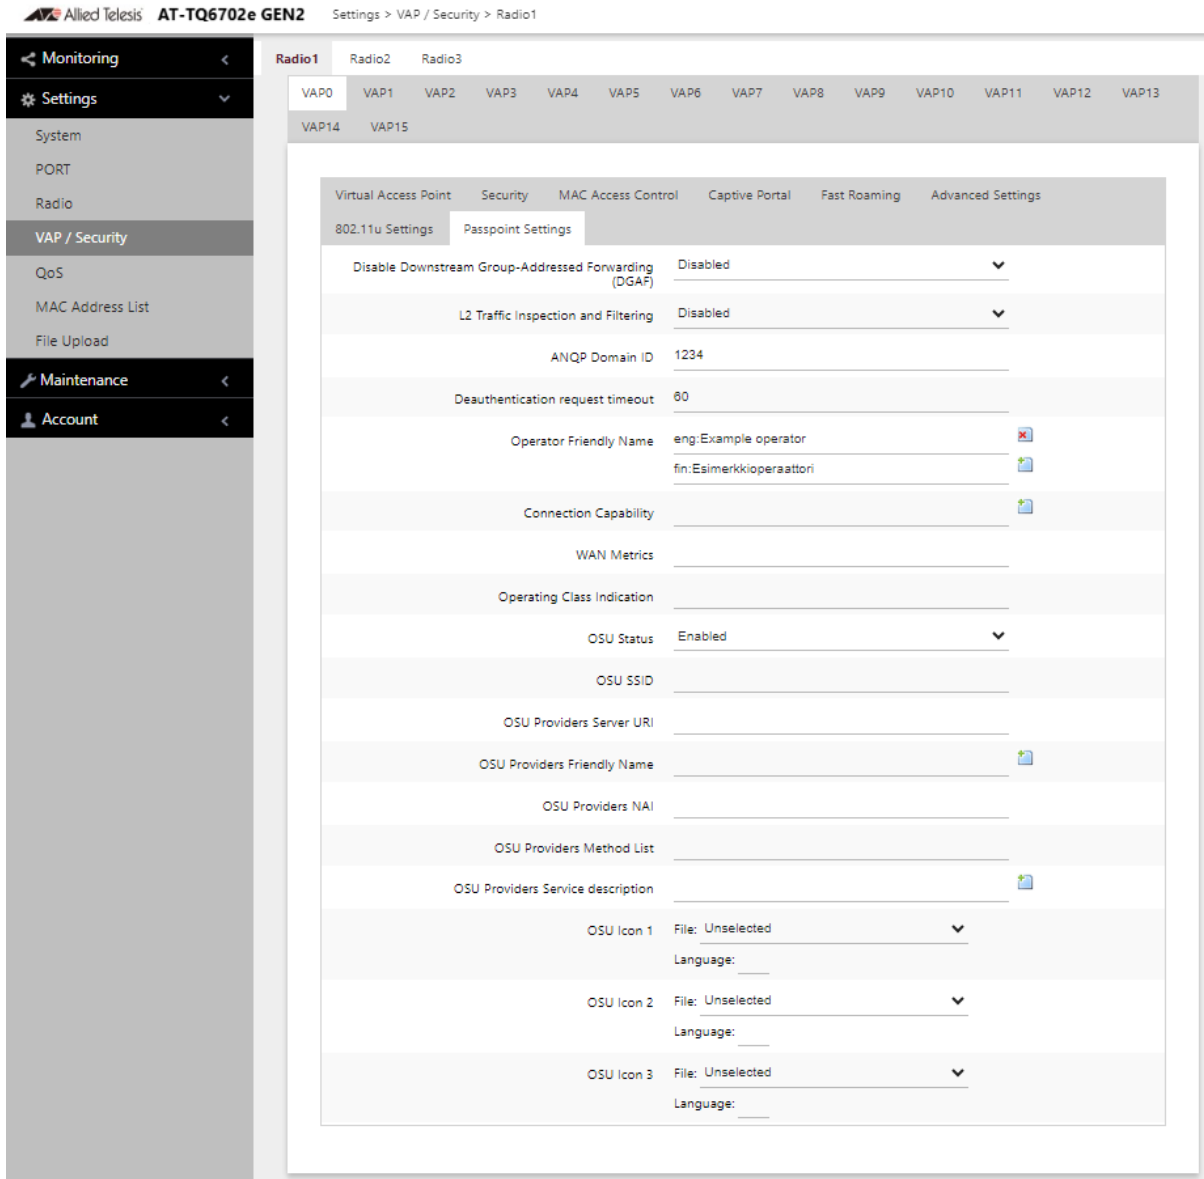 Allied Telesis AT-TQ6702e GEN2 Settings > VAP / Security > Radio1
Monitoring
Settings
System
PORT
Radio
VAP / Security
QoS
MAC Address List
File Upload
Maintenance
Account
Radio1 Radio2 Radio3
VAP0 VAP1 VAP2 VAP3 VAP4 VAP5 VAP6 VAP7 VAP8 VAP9 VAP10 VAP11 VAP12 VAP13
VAP14 VAP15
Virtual Access Point Security MAC Access Control Captive Portal Fast Roaming Advanced Settings
802.11u Settings Passpoint Settings
Disable Downstream Group-Addressed Forwarding Disabled
(DGAF)
L2 Traffic Inspection and Filtering Disabled
ANQP Domain ID 1234
Deauthentication request timeout 60
Operator Friendly Name eng:Example operator
fin:Esimerkkioperaattori
Connection Capability
WAN Metrics
Operating Class Indication
OSU Status Enabled
OSU SSID
OSU Providers Server URI
OSU Providers Friendly Name
OSU Providers NAI
OSU Providers Method List
OSU Providers Service description
OSU Icon 1 File: Unselected
Language:
OSU Icon 2 File: Unselected
Language:
OSU Icon 3 File: Unselected
Language: